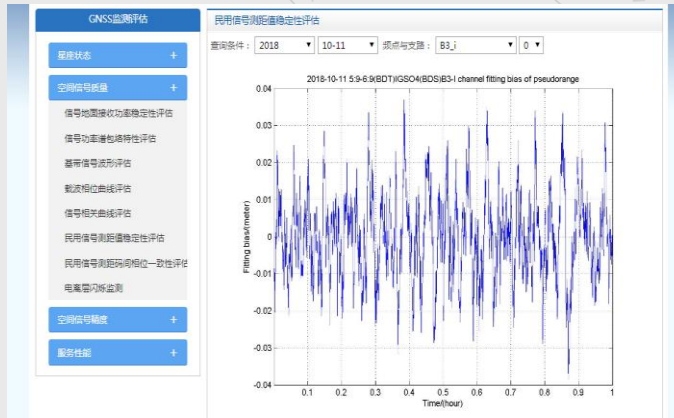 GNSS监测评估
星座状态 +
空间信号质量 +
信号地面接收功率稳定性评估
信号功率谱包络特性评估
基带信号波形评估
载波相位曲线评估
信号相关曲线评估
民用信号测距值稳定性评估
民用信号测距码间相位一致性评估
电离层闪烁监测
空间信号精度 +
服务性能 +
民用信号测距值稳定性评估
查询条件： 2018 10-11 频点与支路： B3_i 0
2018-10-11 5:9-6:9(BDT)IGSO4(BDS)B3-I channel fitting bias of pseudorange
Fitting bias/(meter)
0.04
0.03
0.02
0.01
0
-0.01
-0.02
-0.03
-0.04
0.1 0.2 0.3 0.4 0.5 0.6 0.7 0.8 0.9 1
Time/(hour)